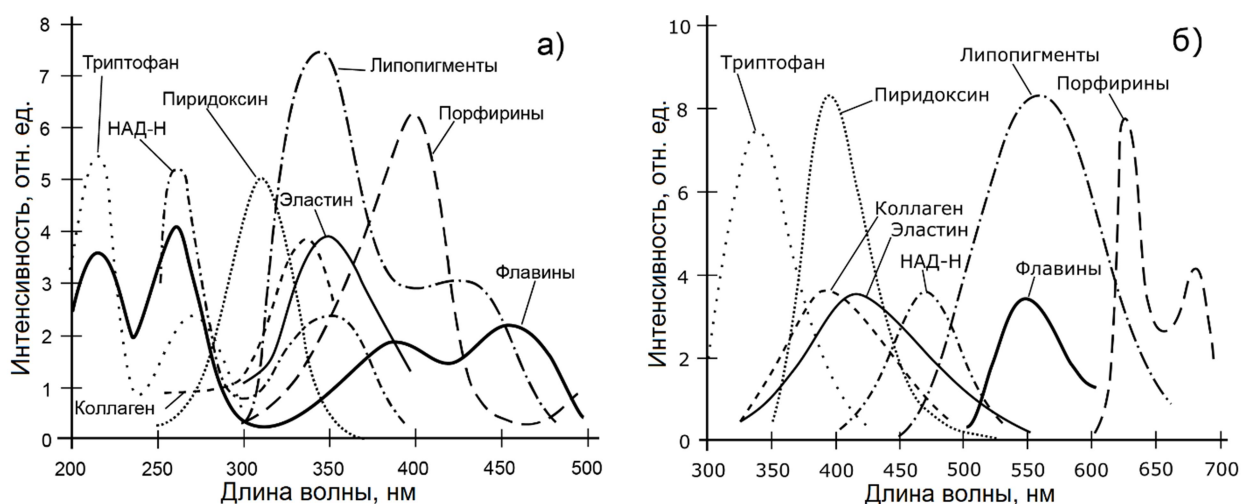 а)
Интенсивность, отн. ед.
8
7
6
5
4
3
2
1
0
Триптофан
НАД-Н
Пиридоксин
Липопигменты
Порфирины
Эластин
Флавины
Коллаген
200 250 300 350 400 450 500
Длина волны, нм
б)
Интенсивность, отн. ед.
10
8
6
4
2
0
Триптофан
Липопигменты
Порфирины
Пиридоксин
Коллаген
Эластин
НАД-Н
Флавины
300 350 400 450 500 550 600 650 700
Длина волны, нм